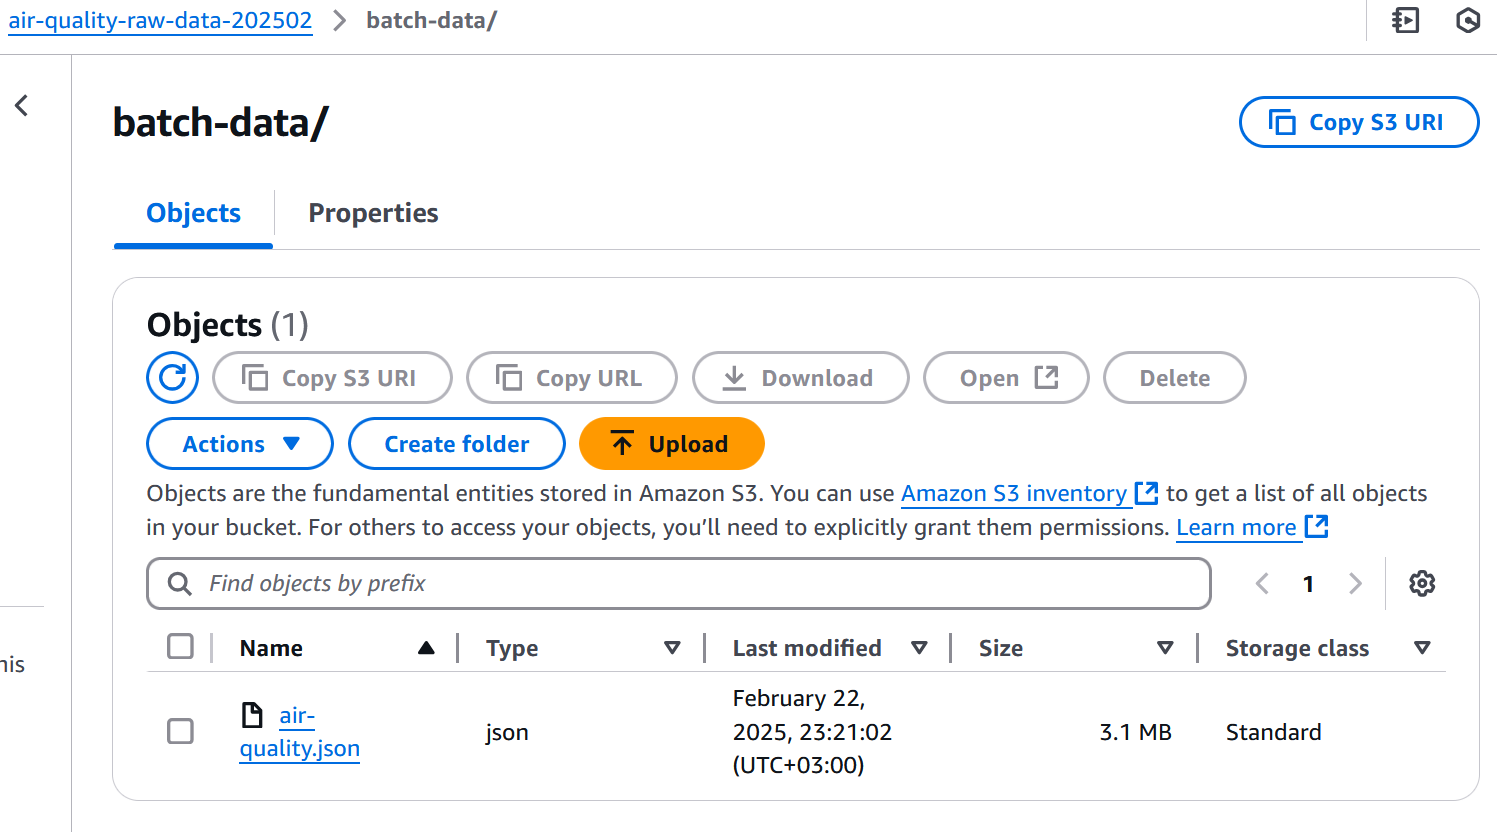 air-quality-raw-data-202502 > batch-data/
batch-data/
Copy S3 URI
Objects
Properties
Objects (1)
Copy S3 URI
Copy URL
Download
Open
Delete
Actions
Create folder
Upload
Objects are the fundamental entities stored in Amazon S3. You can use Amazon S3 inventory to get a list of all objects
in your bucket. For others to access your objects, you’ll need to explicitly grant them permissions. Learn more
Find objects by prefix
1
Name
Type
Last modified
Size
Storage class
air-
quality.json
json
February 22,
2025, 23:21:02
(UTC+03:00)
3.1 MB
Standard